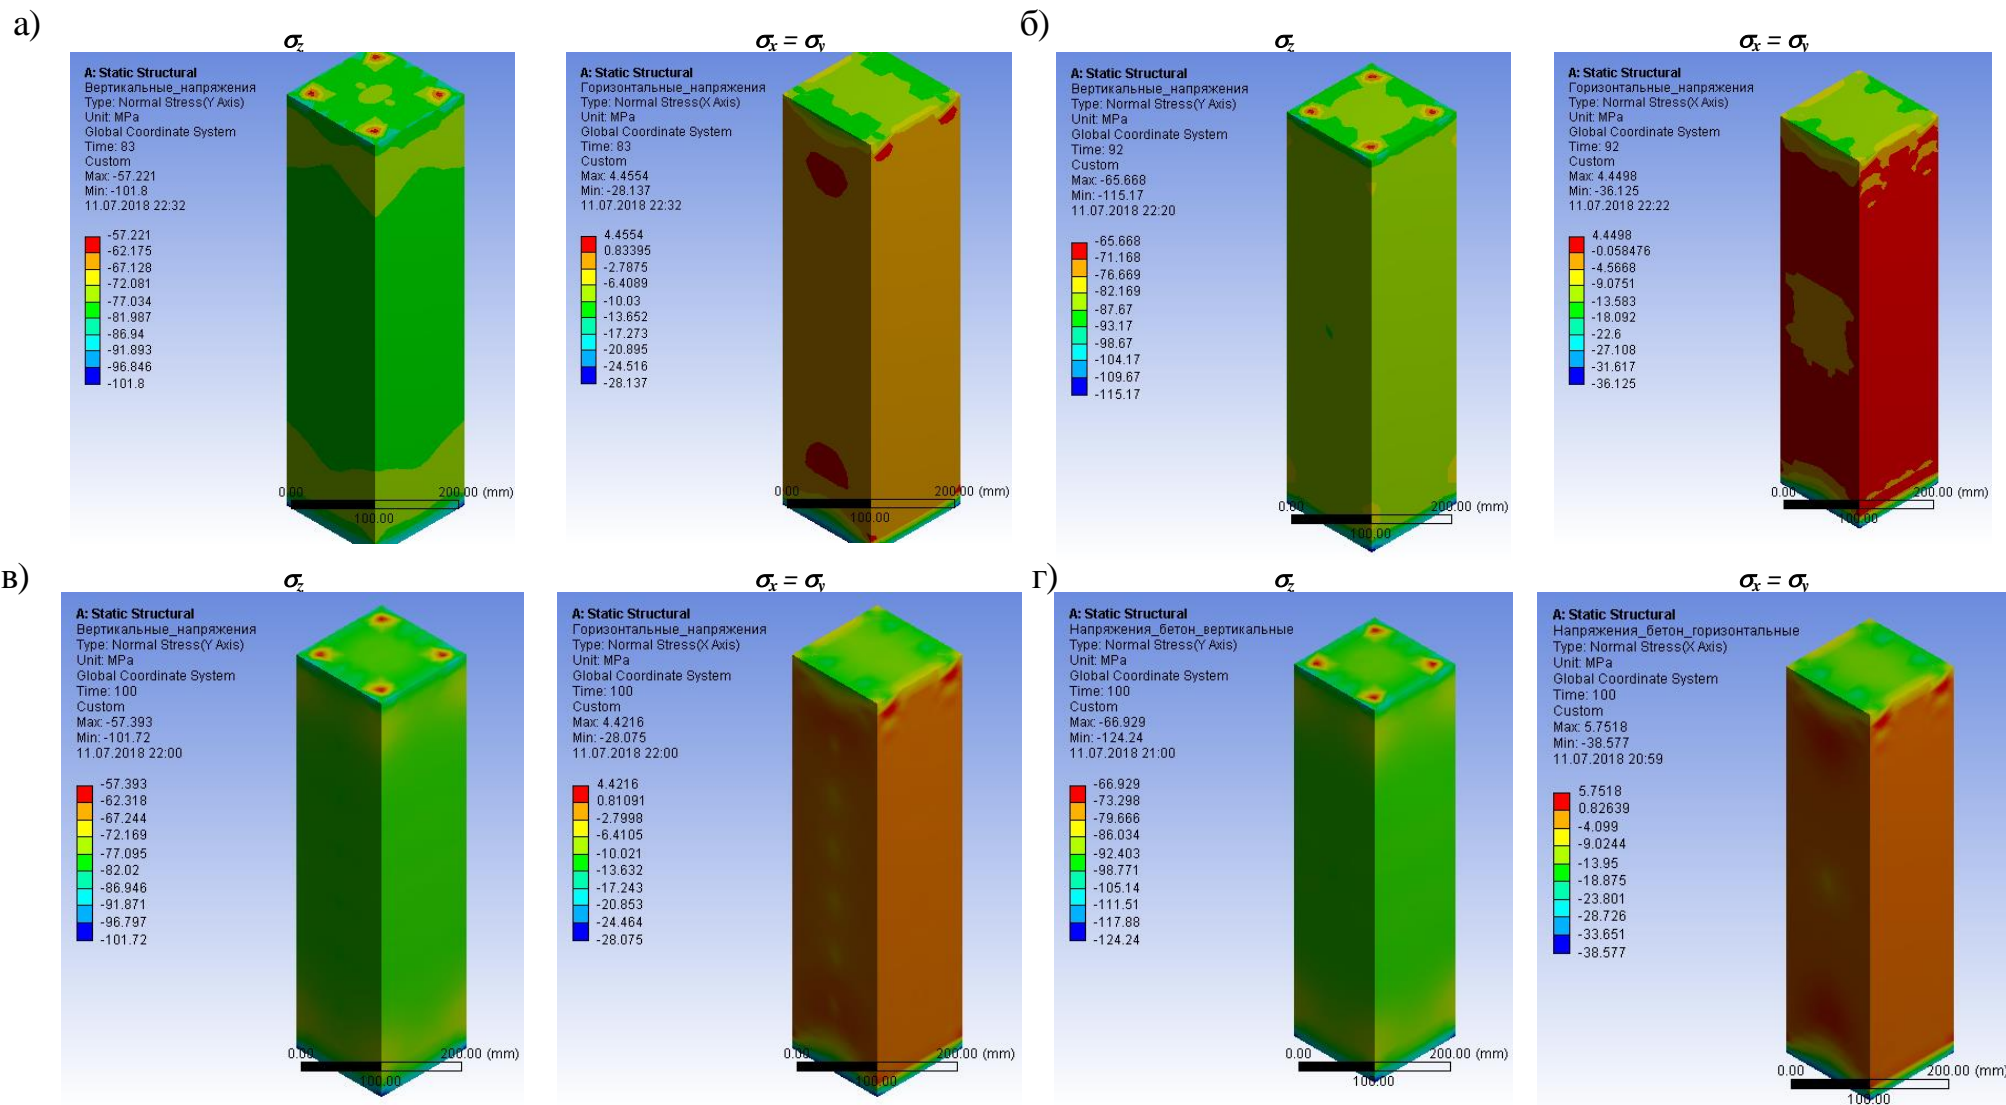 а)
σz
A: Static Structural
Вертикальные_напряжения
Type: Normal Stress(Y Axis)
Unit: MPa
Global Coordinate System
Time: 83
Custom
Max: -57.221
Min: -101.8
11.07.2018 22:32
-57.221
-62.175
-67.128
-72.081
-77.034
-81.987
-86.94
-91.893
-96.846
-101.8
0.00
200.00 (mm)
100.00
σx = σy
A: Static Structural
Горизонтальные_напряжения
Type: Normal Stress(X Axis)
Unit: MPa
Global Coordinate System
Time: 83
Custom
Max: 4.4554
Min: -28.137
11.07.2018 22:32
4.4554
0.83395
-2.7875
-6.4089
-10.03
-13.652
-17.273
-20.895
-24.516
-28.137
0.00
200.00 (mm)
100.00
б)
σz
A: Static Structural
Вертикальные_напряжения
Type: Normal Stress(Y Axis)
Unit: MPa
Global Coordinate System
Time: 92
Custom
Max: -65.668
Min: -115.17
11.07.2018 22:20
-65.668
-71.168
-76.669
-82.169
-87.67
-93.17
-98.67
-104.17
-109.67
-115.17
0.00
200.00 (mm)
100.00
σx = σy
A: Static Structural
Горизонтальные_напряжения
Type: Normal Stress(X Axis)
Unit: MPa
Global Coordinate System
Time: 92
Custom
Max: 4.4498
Min: -36.125
11.07.2018 22:22
4.4498
-0.058476
-4.5668
-9.0751
-13.583
-18.092
-22.6
-27.108
-31.617
-36.125
0.00
200.00 (mm)
100.00
в)
σz
A: Static Structural
Вертикальные_напряжения
Type: Normal Stress(Y Axis)
Unit: MPa
Global Coordinate System
Time: 100
Custom
Max: -57.393
Min: -101.72
11.07.2018 22:00
-57.393
-62.318
-67.244
-72.169
-77.095
-82.02
-86.946
-91.871
-96.797
-101.72
0.00
200.00 (mm)
100.00
σx = σy
A: Static Structural
Горизонтальные_напряжения
Type: Normal Stress(X Axis)
Unit: MPa
Global Coordinate System
Time: 100
Custom
Max: 4.4216
Min: -28.075
11.07.2018 22:00
4.4216
0.81091
-2.7998
-6.4105
-10.021
-13.632
-17.243
-20.853
-24.464
-28.075
0.00
200.00 (mm)
100.00
г)
σz
A: Static Structural
Напряжения_бетон_вертикальные
Type: Normal Stress(Y Axis)
Unit: MPa
Global Coordinate System
Time: 100
Custom
Max: -66.929
Min: -124.24
11.07.2018 21:00
-66.929
-73.298
-79.666
-86.034
-92.403
-98.771
-105.14
-111.51
-117.88
-124.24
0.00
200.00 (mm)
100.00
σx = σy
A: Static Structural
Напряжения_бетон_горизонтальные
Type: Normal Stress(X Axis)
Unit: MPa
Global Coordinate System
Time: 100
Custom
Max: 5.7518
Min: -38.577
11.07.2018 20:59
5.7518
0.82639
-4.099
-9.0244
-13.95
-18.875
-23.801
-28.726
-33.651
-38.577
0.00
200.00 (mm)
100.00